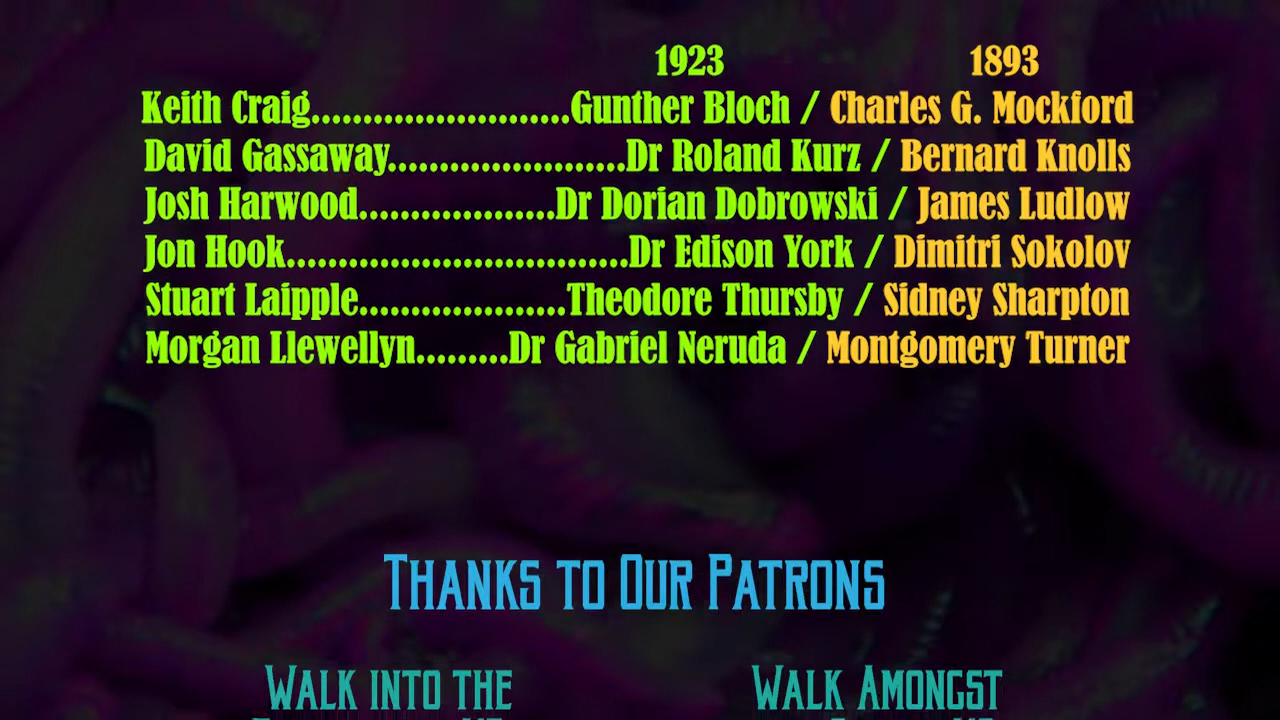 1923 1893
Keith Craig.........................Gunther Bloch / Charles G. Mockford
David Gassaway.......................Dr Roland Kurz / Bernard Knolls
Josh Harwood...................Dr Dorian Dobrowski / James Ludlow
Jon Hook.................................Dr Edison York / Dimitri Sokolov
Stuart Laipple....................Theodore Thursby / Sidney Sharpton
Morgan Llewellyn.........Dr Gabriel Neruda / Montgomery Turner
Thanks to Our Patrons
Walk into the Walk Amongst